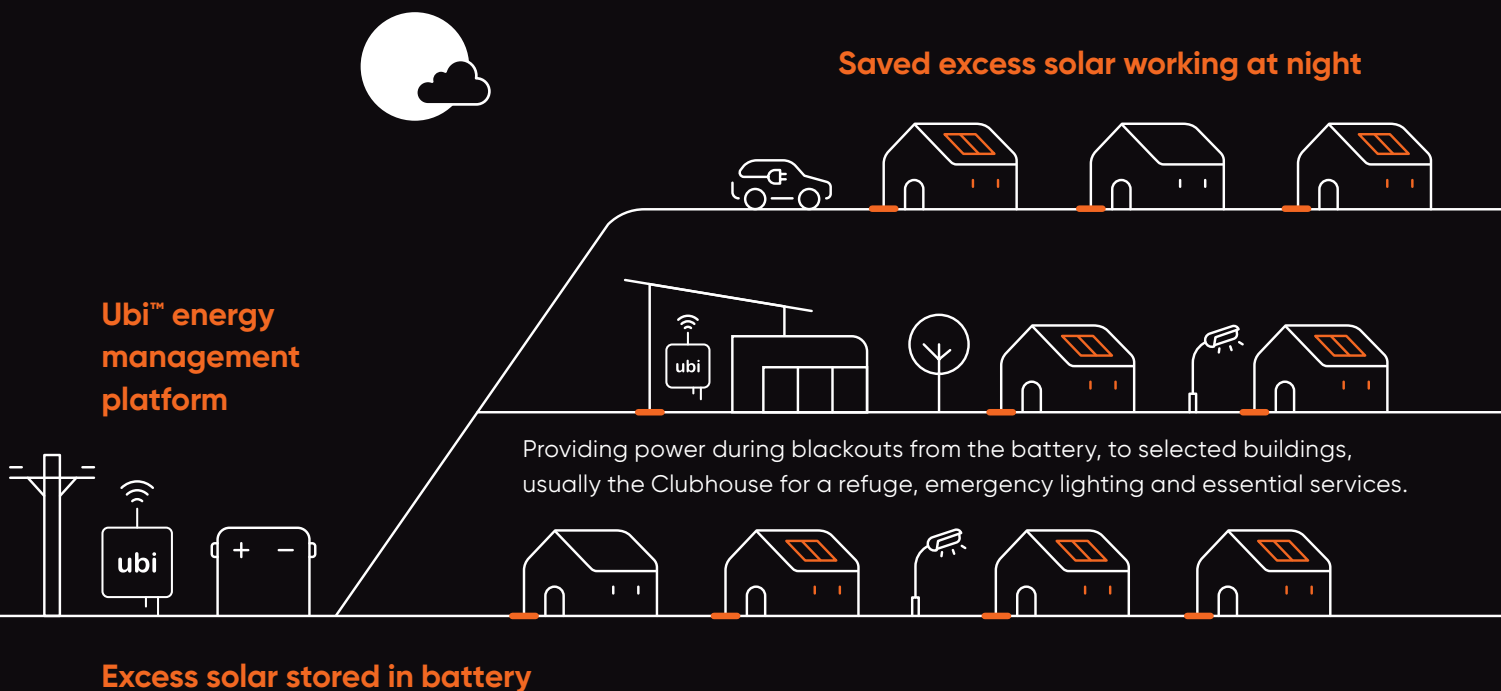 Saved excess solar working at night
Ubi™ energy
management
platform
ubi
Providing power during blackouts from the battery, to selected buildings,
usually the Clubhouse for a refuge, emergency lighting and essential services.
ubi
+ −
Excess solar stored in battery